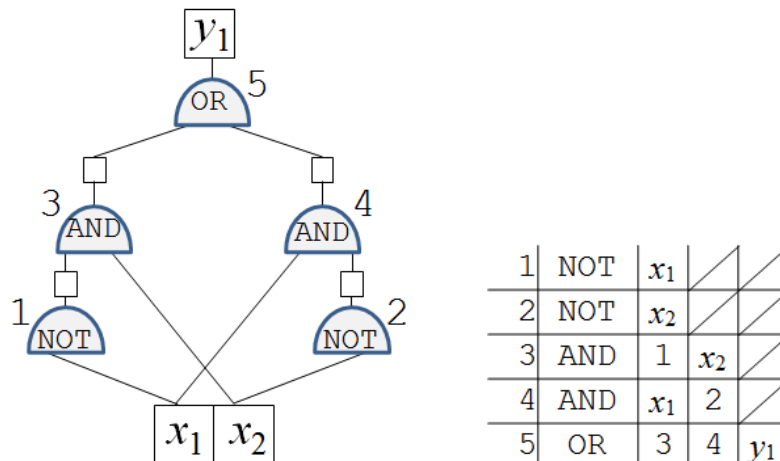 y₁
OR 5
3 AND AND 4
1 NOT NOT 2
x₁ x₂
1 NOT x₁
2 NOT x₂
3 AND 1 x₂
4 AND x₁ 2
5 OR 3 4 y₁